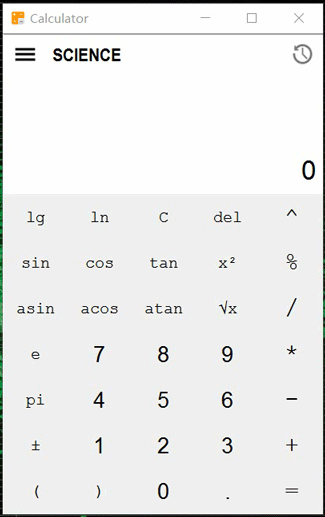 Calculator
SCIENCE
0
lg ln C del ^
sin cos tan x² %
asin acos atan √x /
e 7 8 9 *
pi 4 5 6 -
± 1 2 3 +
( ) 0 . =